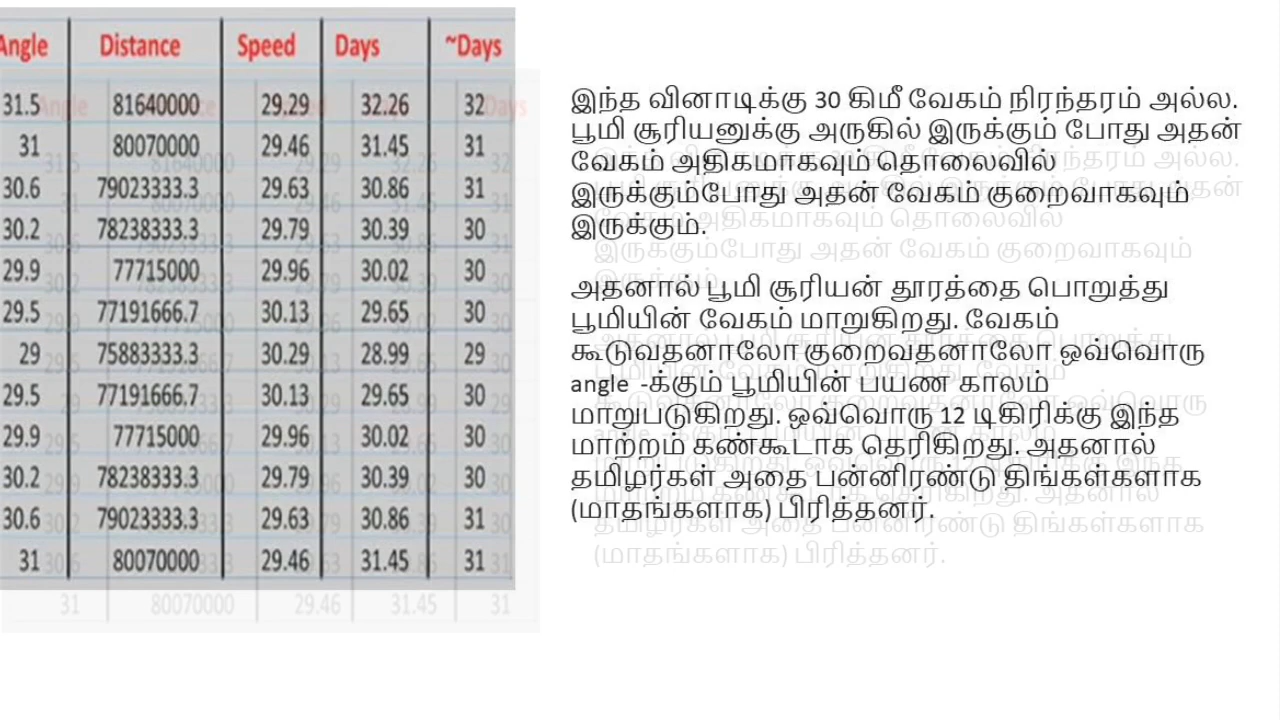 Angle Distance Speed Days ~Days
31.5 81640000 29.29 32.26 32
31 80070000 29.46 31.45 31
30.6 79023333.3 29.63 30.86 31
30.2 78238333.3 29.79 30.39 30
29.9 77715000 29.96 30.02 30
29.5 77191666.7 30.13 29.65 30
29 75883333.3 30.29 28.99 29
29.5 77191666.7 30.13 29.65 30
29.9 77715000 29.96 30.02 30
30.2 78238333.3 29.79 30.39 30
30.6 79023333.3 29.63 30.86 31
31 80070000 29.46 31.45 31
இந்த வினாடிக்கு 30 கிமீ வேகம் நிரந்தரம் அல்ல.
பூமி சூரியனுக்கு அருகில் இருக்கும் போது அதன்
வேகம் அதிகமாகவும் தொலைவில்
இருக்கும்போது அதன் வேகம் குறைவாகவும்
இருக்கும்.
அதனால் பூமி சூரியன் தூரத்தை பொறுத்து
பூமியின் வேகம் மாறுகிறது. வேகம்
கூடுவதனாலோ குறைவதனாலோ ஒவ்வொரு
angle -க்கும் பூமியின் பயண காலம்
மாறுபடுகிறது. ஒவ்வொரு 12 டிகிரிக்கு இந்த
மாற்றம் கண்கூடாக தெரிகிறது. அதனால்
தமிழர்கள் அதை பன்னிரண்டு திங்கள்களாக
(மாதங்களாக) பிரித்தனர்.